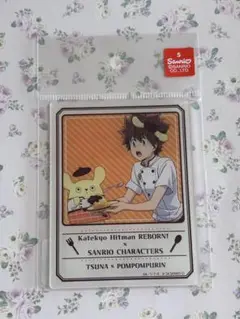 S
Sanrio
©'SANRIO
CO., LTD.
Katekyo Hitman REBORN!
×
SANRIO CHARACTERS
TSUNA × POMPOMPURIN